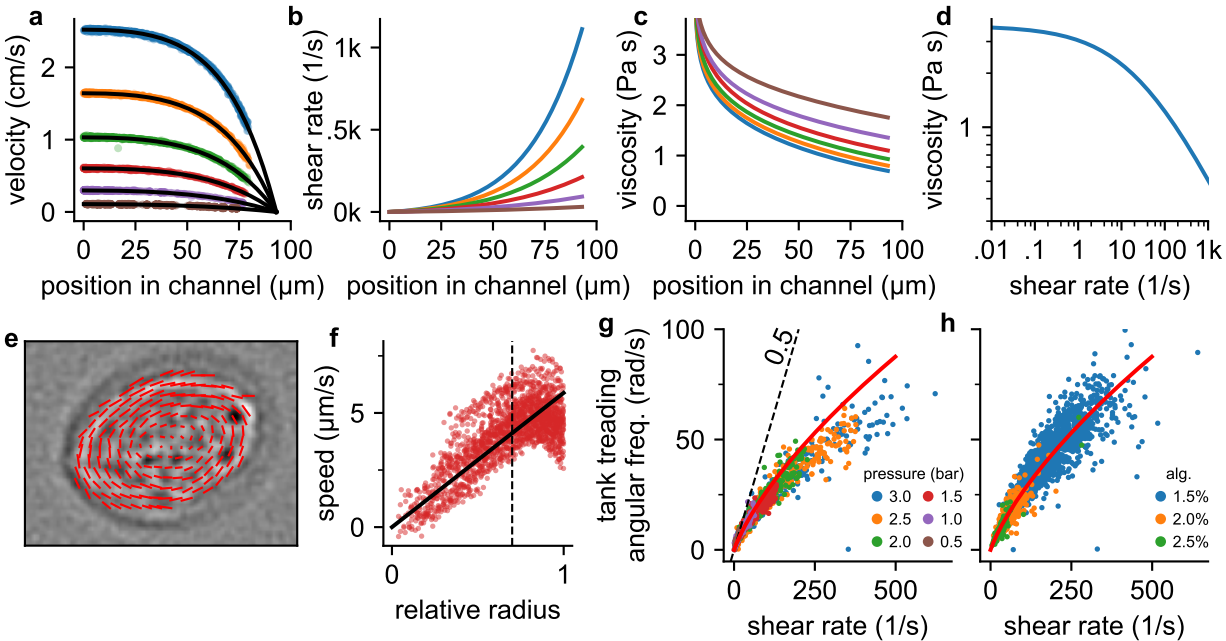 a
velocity (cm/s)
2
1
0
0 25 50 75 100
position in channel (µm)
b
shear rate (1/s)
1k
.5k
0k
0 25 50 75 100
position in channel (µm)
c
viscosity (Pa s)
3
2
1
0
0 25 50 75 100
position in channel (µm)
d
viscosity (Pa s)
1
.01 .1 1 10 100 1k
shear rate (1/s)
e
f
speed (µm/s)
5
0
0 1
relative radius
g
tank treading
angular freq. (rad/s)
100
50
0
0.5
pressure (bar)
3.0 1.5
2.5 1.0
2.0 0.5
0 250 500
shear rate (1/s)
h
alg.
1.5%
2.0%
2.5%
0 250 500
shear rate (1/s)